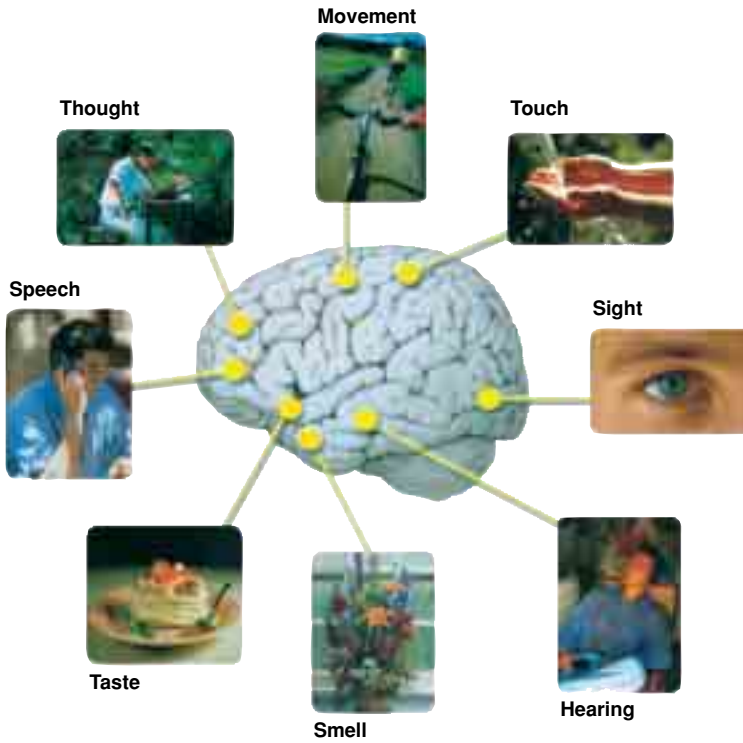 Movement
Thought
Touch
Speech
Sight
Taste
Smell
Hearing